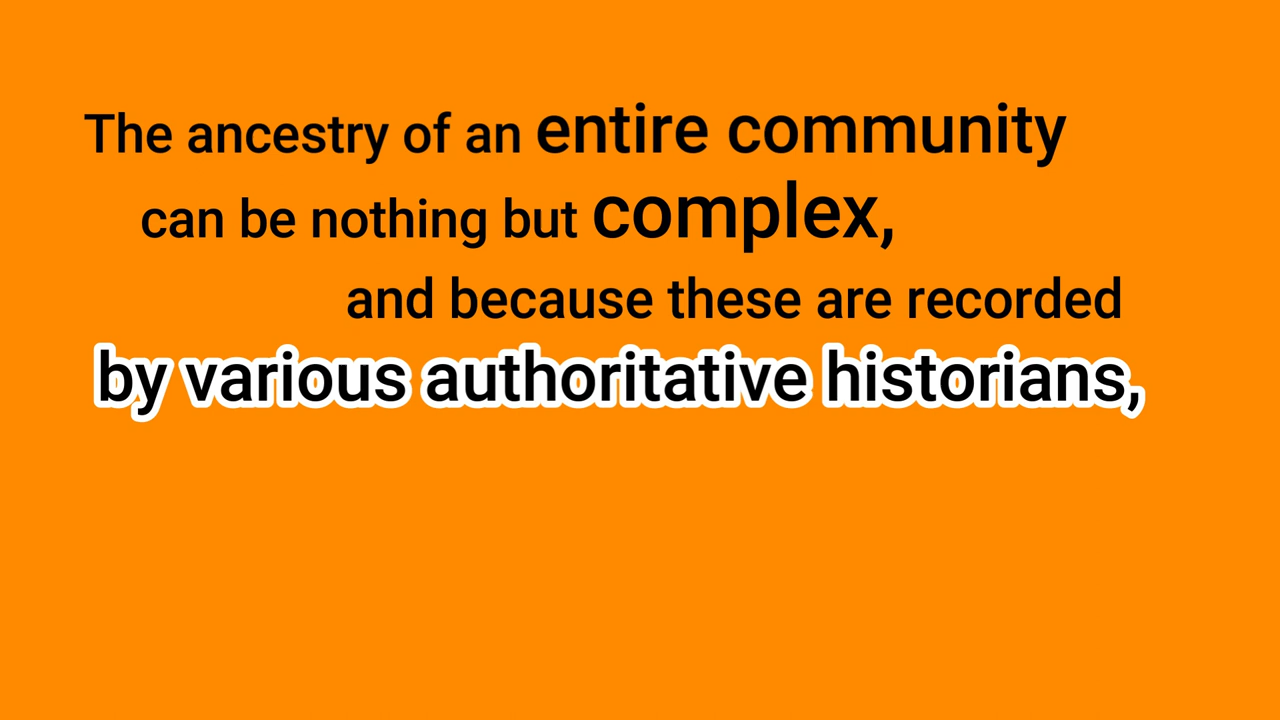 The ancestry of an entire community
can be nothing but complex,
and because these are recorded
by various authoritative historians,